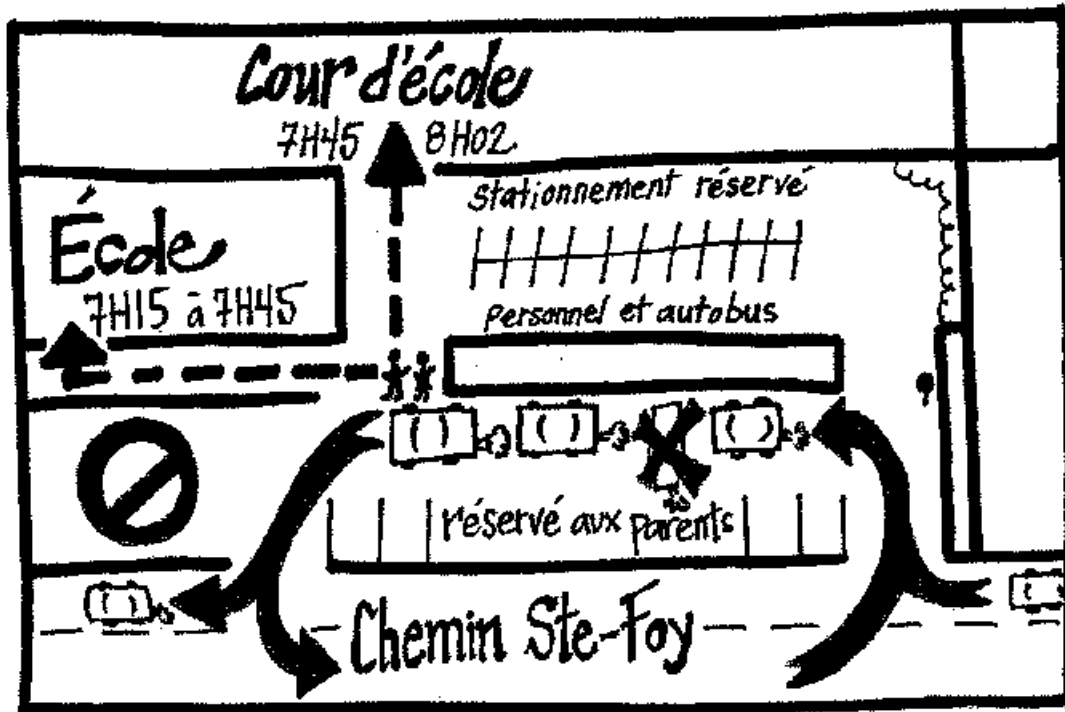 Cour d'école
7H45 8H02
stationnement réservé
École
7H15 à 7H45
personnel et autobus
réservé aux parents
Chemin Ste-Foy